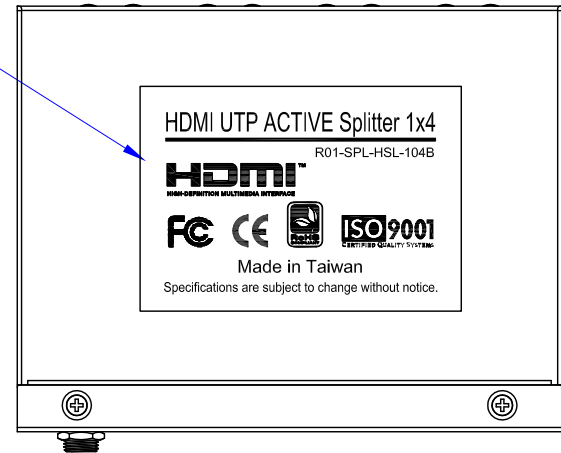 HDMI UTP ACTIVE Splitter 1x4
R01-SPL-HSL-104B
HDMI™
HIGH-DEFINITION MULTIMEDIA INTERFACE
FC CE RoHS ISO 9001
CERTIFIED QUALITY SYSTEMS
Made in Taiwan
Specifications are subject to change without notice.